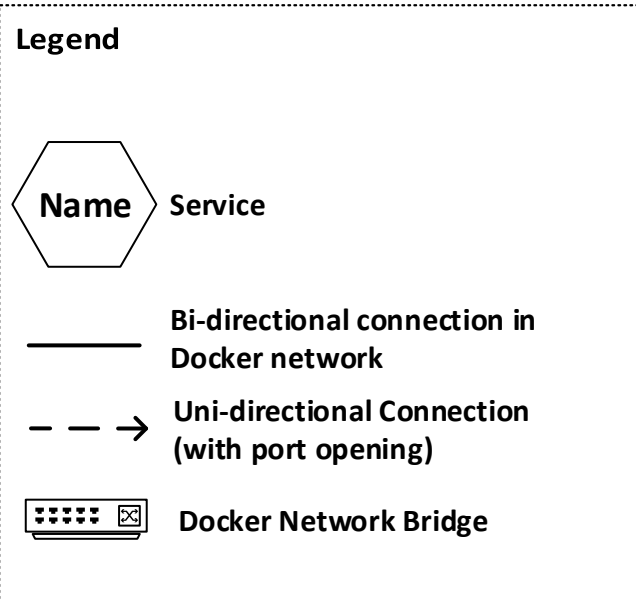 Legend
Name
Service
Bi-directional connection in
Docker network
Uni-directional Connection
(with port opening)
Docker Network Bridge